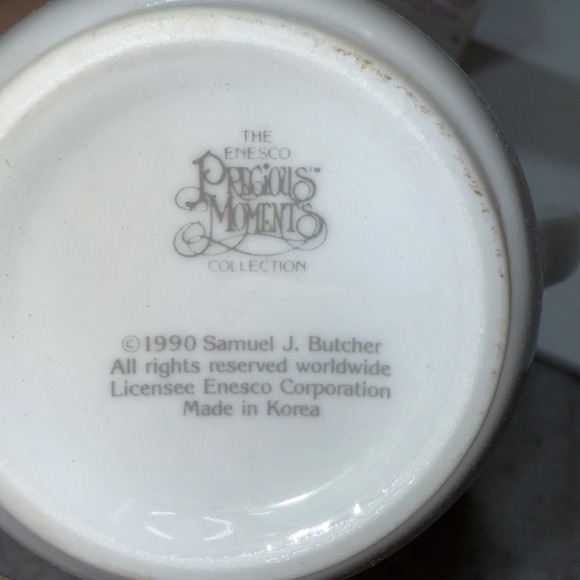 THE
ENESCO
PRECIOUS™
MOMENTS
COLLECTION
©1990 Samuel J. Butcher
All rights reserved worldwide
Licensee Enesco Corporation
Made in Korea